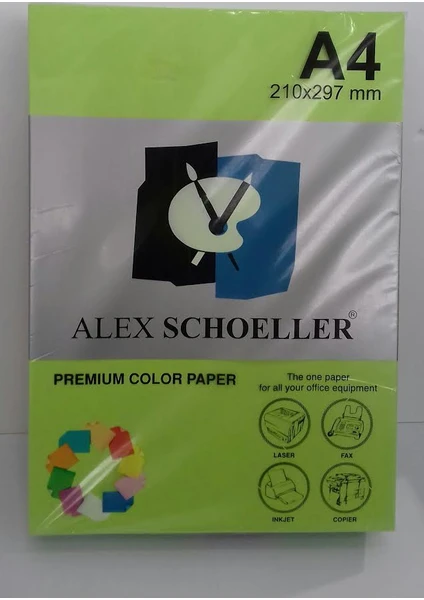 A4
210x297 mm
ALEX SCHOELLER®
PREMIUM COLOR PAPER
The one paper
for all your office equipment
LASER
FAX
INKJET
COPIER